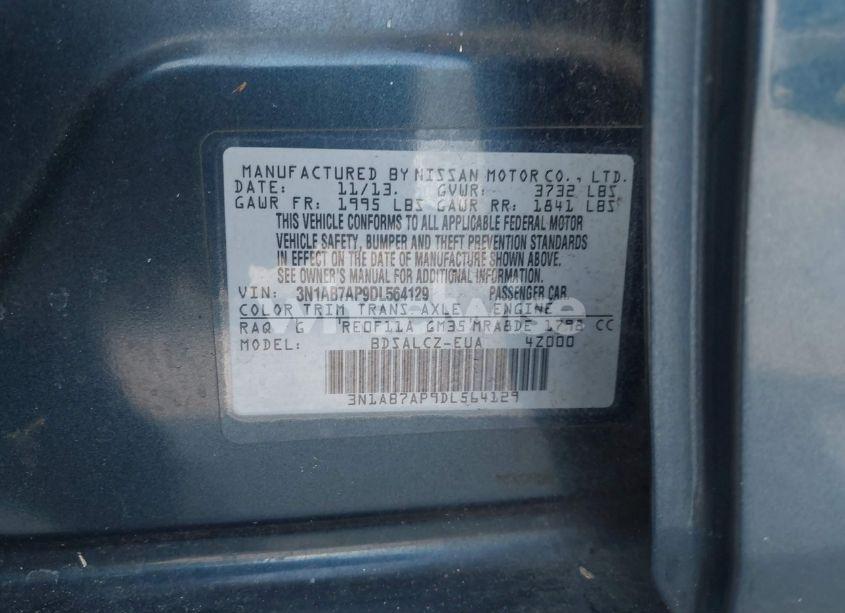 MANUFACTURED BY NISSAN MOTOR CO., LTD.
DATE: 11/13. GVWR: 3732 LBS
GAWR FR: 1995 LBS GAWR RR: 1841 LBS
THIS VEHICLE CONFORMS TO ALL APPLICABLE FEDERAL MOTOR
VEHICLE SAFETY, BUMPER AND THEFT PREVENTION STANDARDS
IN EFFECT ON THE DATE OF MANUFACTURE SHOWN ABOVE.
SEE OWNER'S MANUAL FOR ADDITIONAL INFORMATION.
VIN: 3N1AB7AP9DL564129 PASSENGER CAR
COLOR TRIM TRANS AXLE ENGINE
RAQ G RE0F11A GM35 MRA8DE 1798 CC
MODEL: BDSALCZ-EUA 4Z000
3N1AB7AP9DL564129